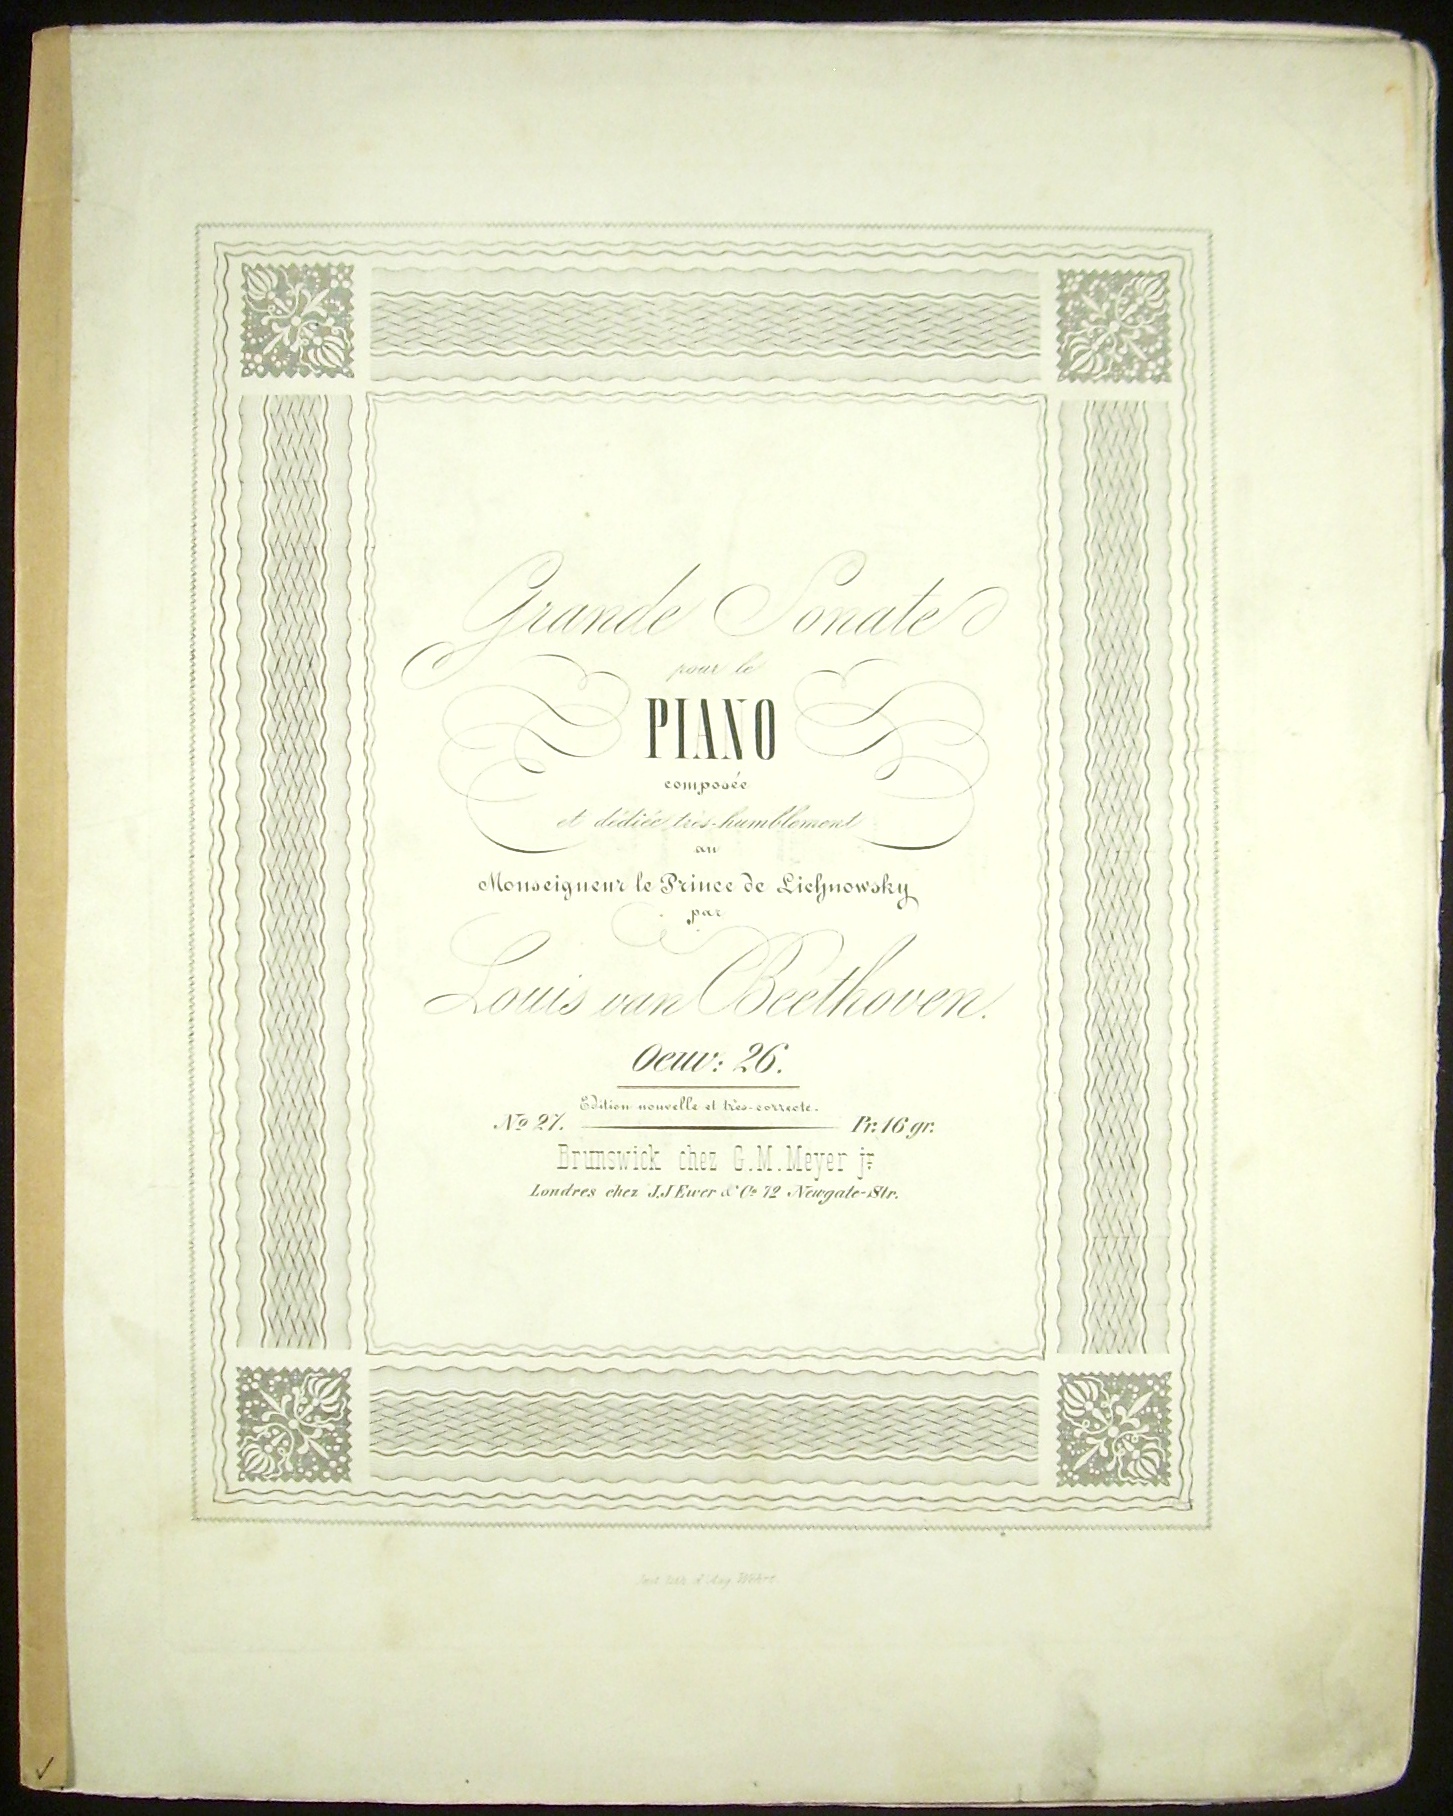 Grande Sonate
pour le
PIANO
composée
et dédiée très-humblement
au
Monseigneur le Prince de Lichnowsky
par
Louis van Beethoven.
Oeuv: 26.
Edition nouvelle et très-correcte.
No 27. Pr: 16 gr.
Brunswick chez G.M.Meyer jr
Londres chez J.J Ewer & Co 72 Newgate-Str.